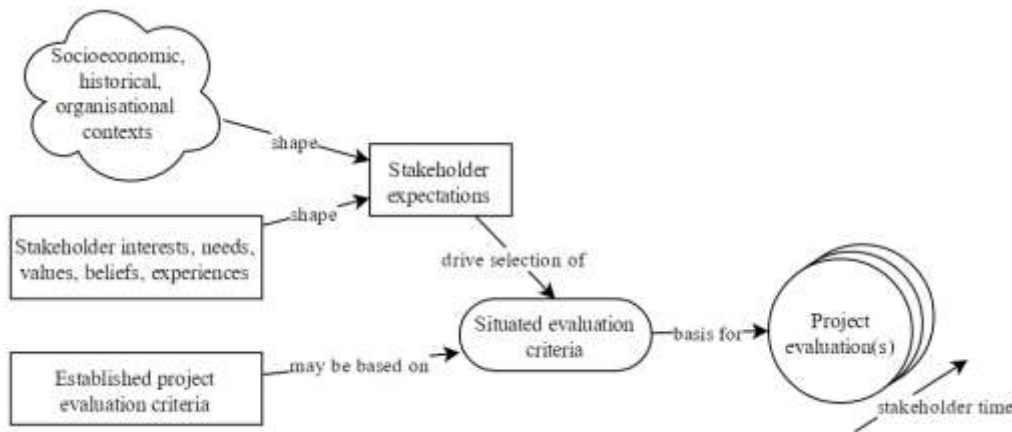 Socioeconomic,
historical,
organisational
contexts
shape
Stakeholder
expectations
shape
Stakeholder interests, needs,
values, beliefs, experiences
drive selection of
Situated evaluation
criteria
basis for
Project
evaluation(s)
may be based on
Established project
evaluation criteria
stakeholder time